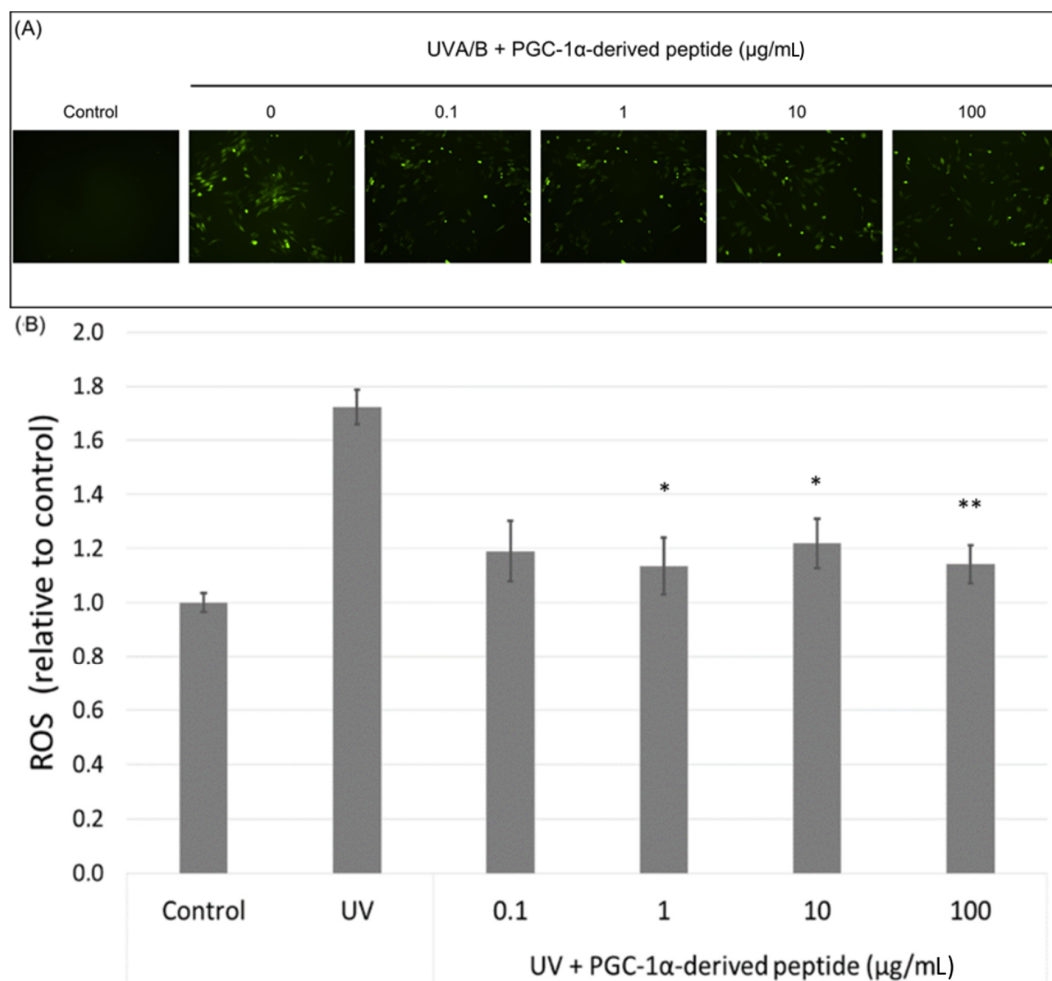 (A)
UVA/B + PGC-1α-derived peptide (µg/mL)
Control 0 0.1 1 10 100
(B)
2.0
1.8
1.6
1.4
1.2
1.0
0.8
0.6
0.4
0.2
0.0
ROS (relative to control)
* * **
Control UV 0.1 1 10 100
UV + PGC-1α-derived peptide (µg/mL)